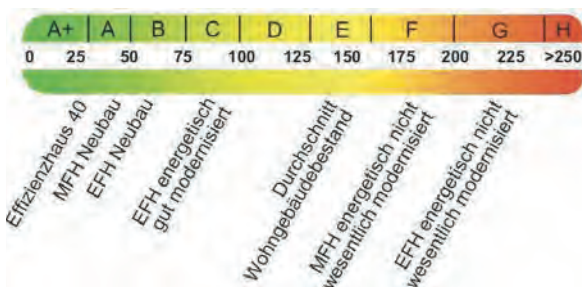 A+ A B C D E F G H
0 25 50 75 100 125 150 175 200 225 >250
Effizienzhaus 40
MFH Neubau
EFH Neubau
EFH energetisch
gut modernisiert
Durchschnitt
Wohngebäudebestand
MFH energetisch nicht
wesentlich modernisiert
EFH energetisch nicht
wesentlich modernisiert